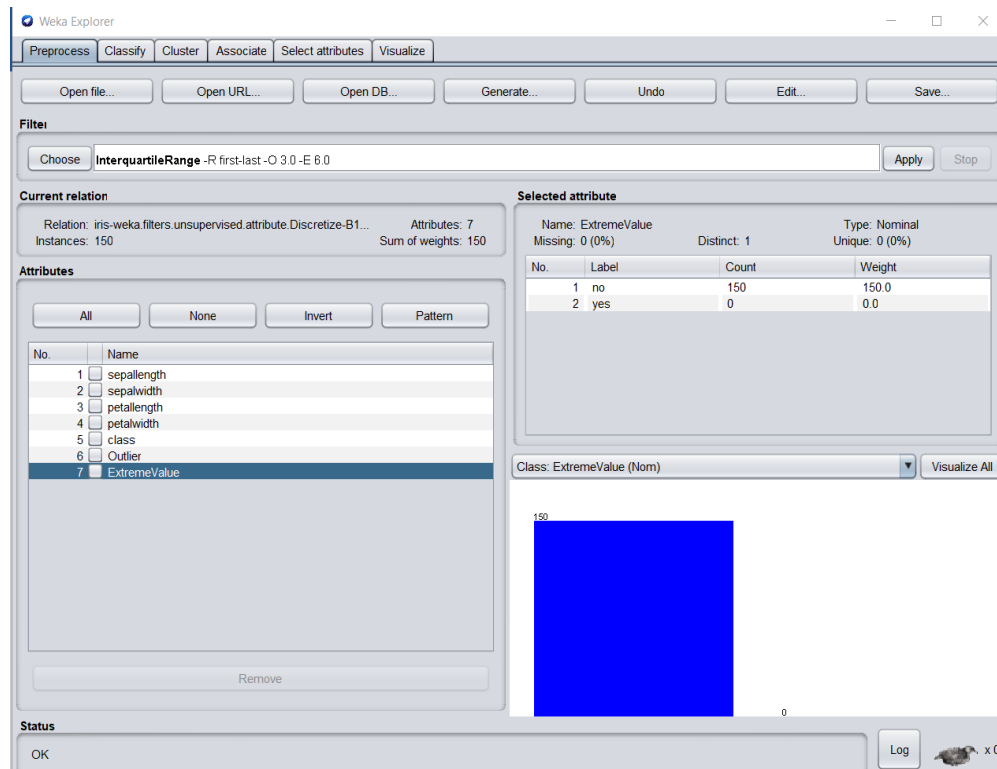 Weka Explorer
Preprocess Classify Cluster Associate Select attributes Visualize
Open file... Open URL... Open DB... Generate... Undo Edit... Save...
Filter
Choose InterquartileRange -R first-last -O 3.0 -E 6.0 Apply Stop
Current relation
Relation: iris-weka.filters.unsupervised.attribute.Discretize-B1... Attributes: 7
Instances: 150 Sum of weights: 150
Attributes
All None Invert Pattern
No. Name
1 sepallength
2 sepalwidth
3 petallength
4 petalwidth
5 class
6 Outlier
7 ExtremeValue
Remove
Selected attribute
Name: ExtremeValue Type: Nominal
Missing: 0 (0%) Distinct: 1 Unique: 0 (0%)
No. Label Count Weight
1 no 150 150.0
2 yes 0 0.0
Class: ExtremeValue (Nom) Visualize All
150
0
Status
OK Log x 0